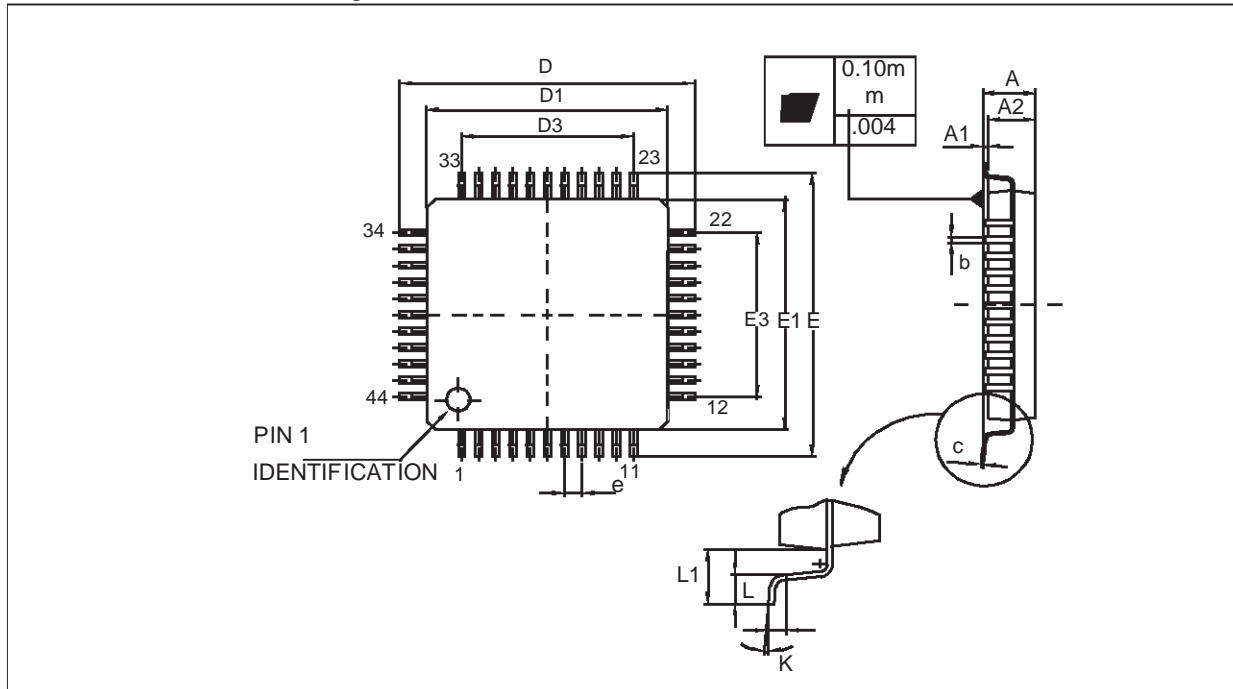 D
D1
D3
33
23
34
22
44
12
E3
E1
E
PIN 1
IDENTIFICATION
1
11
e
0.10m
m
.004
A
A2
A1
b
c
L1
L
K